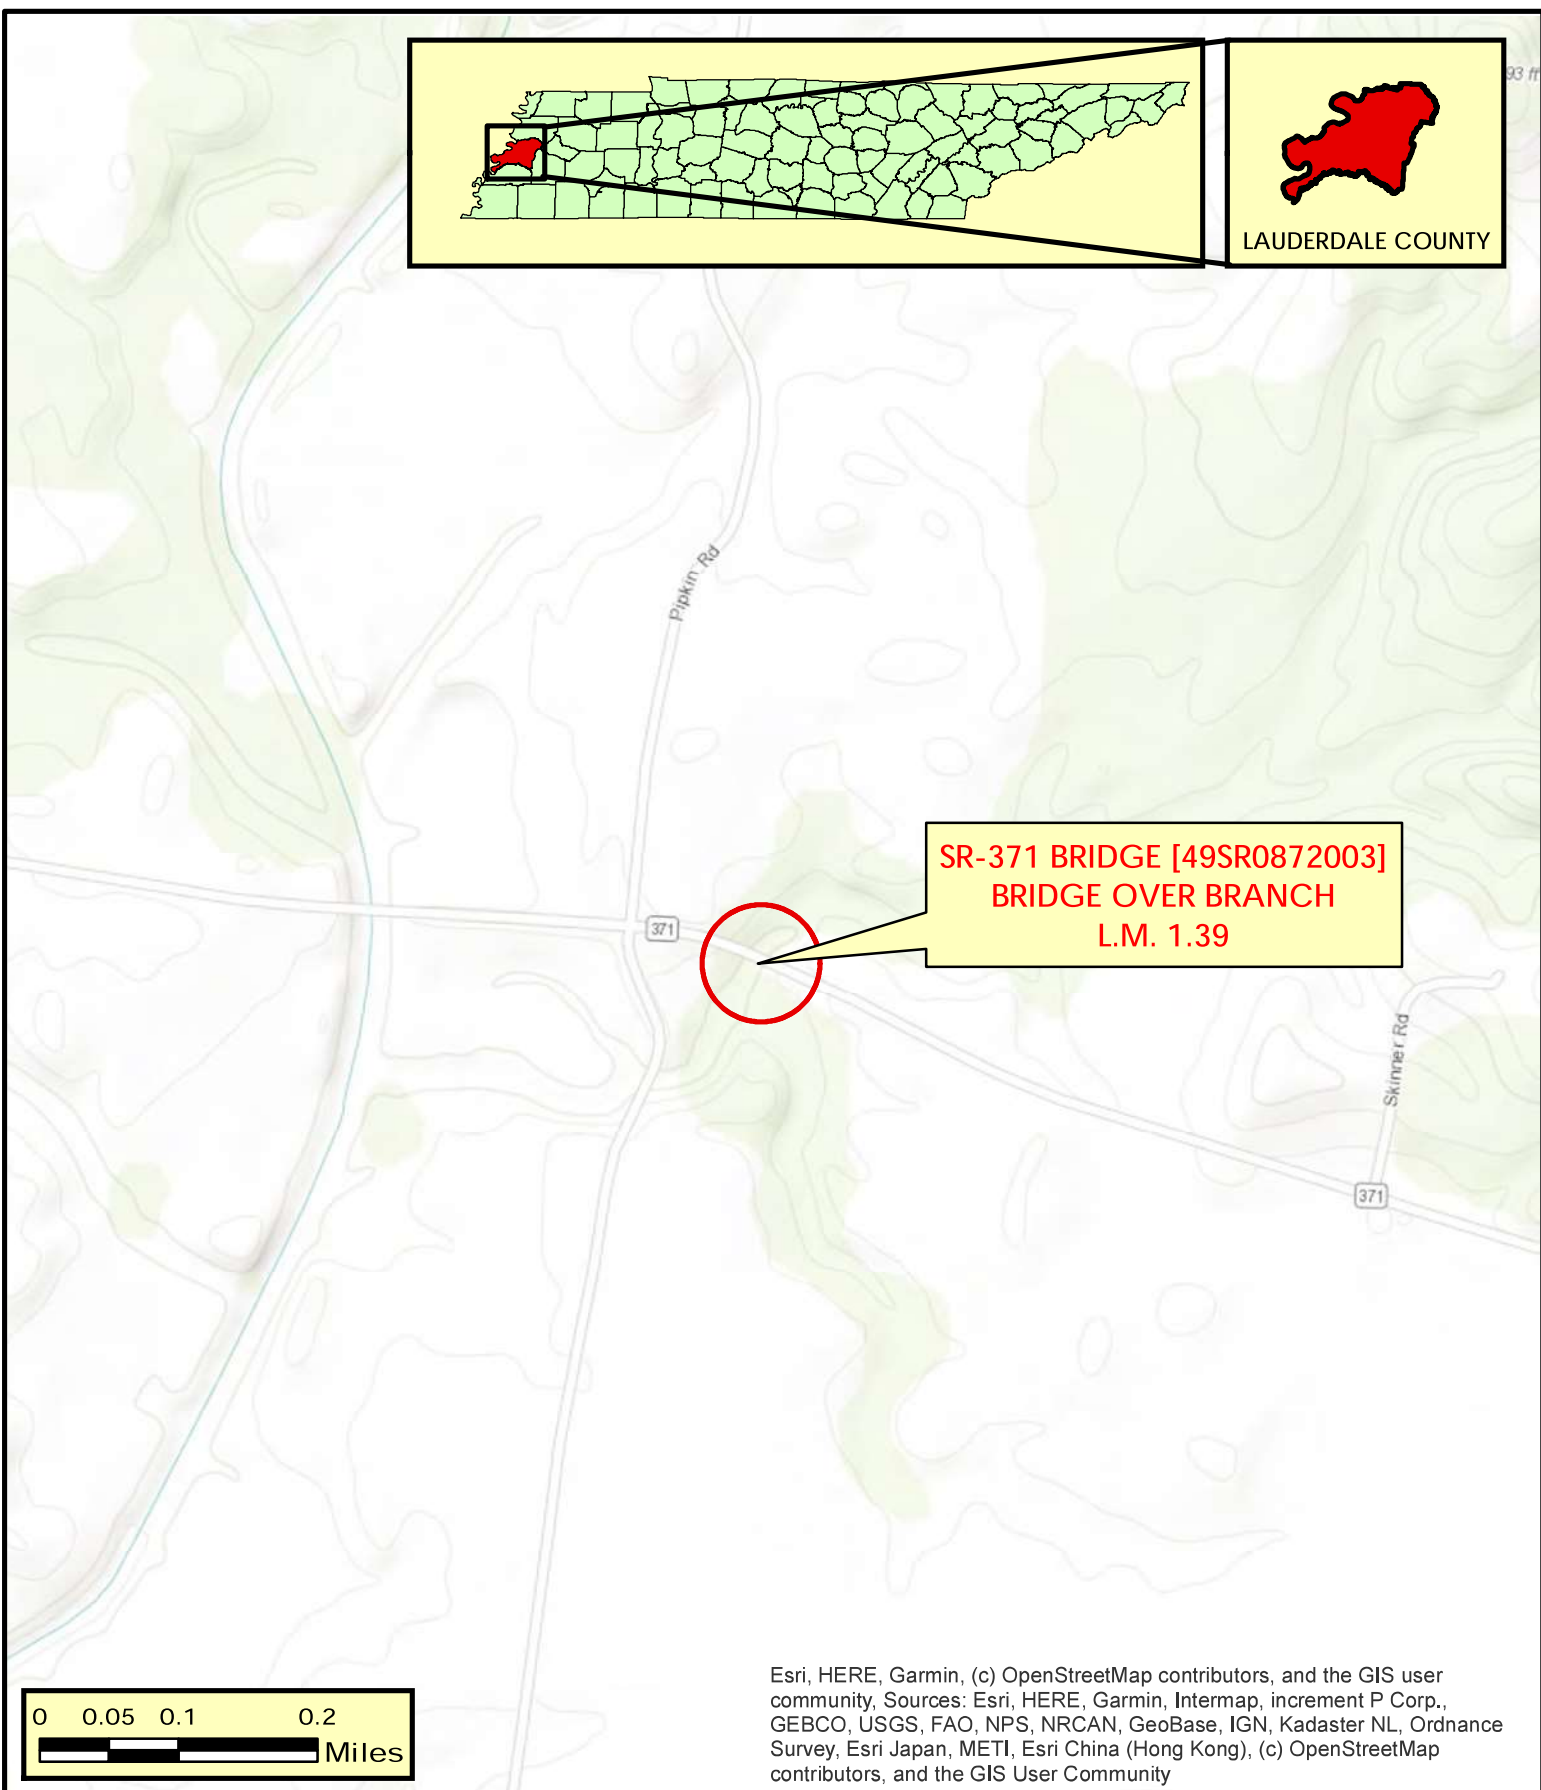 93 ft
LAUDERDALE COUNTY
Pipkin Rd
SR-371 BRIDGE [49SR0872003]
BRIDGE OVER BRANCH
L.M. 1.39
371
Skinner Rd
371
Esri, HERE, Garmin, (c) OpenStreetMap contributors, and the GIS user
community, Sources: Esri, HERE, Garmin, Intermap, increment P Corp.,
GEBCO, USGS, FAO, NPS, NRCAN, GeoBase, IGN, Kadaster NL, Ordnance
Survey, Esri Japan, METI, Esri China (Hong Kong), (c) OpenStreetMap
contributors, and the GIS User Community
0 0.05 0.1 0.2
Miles